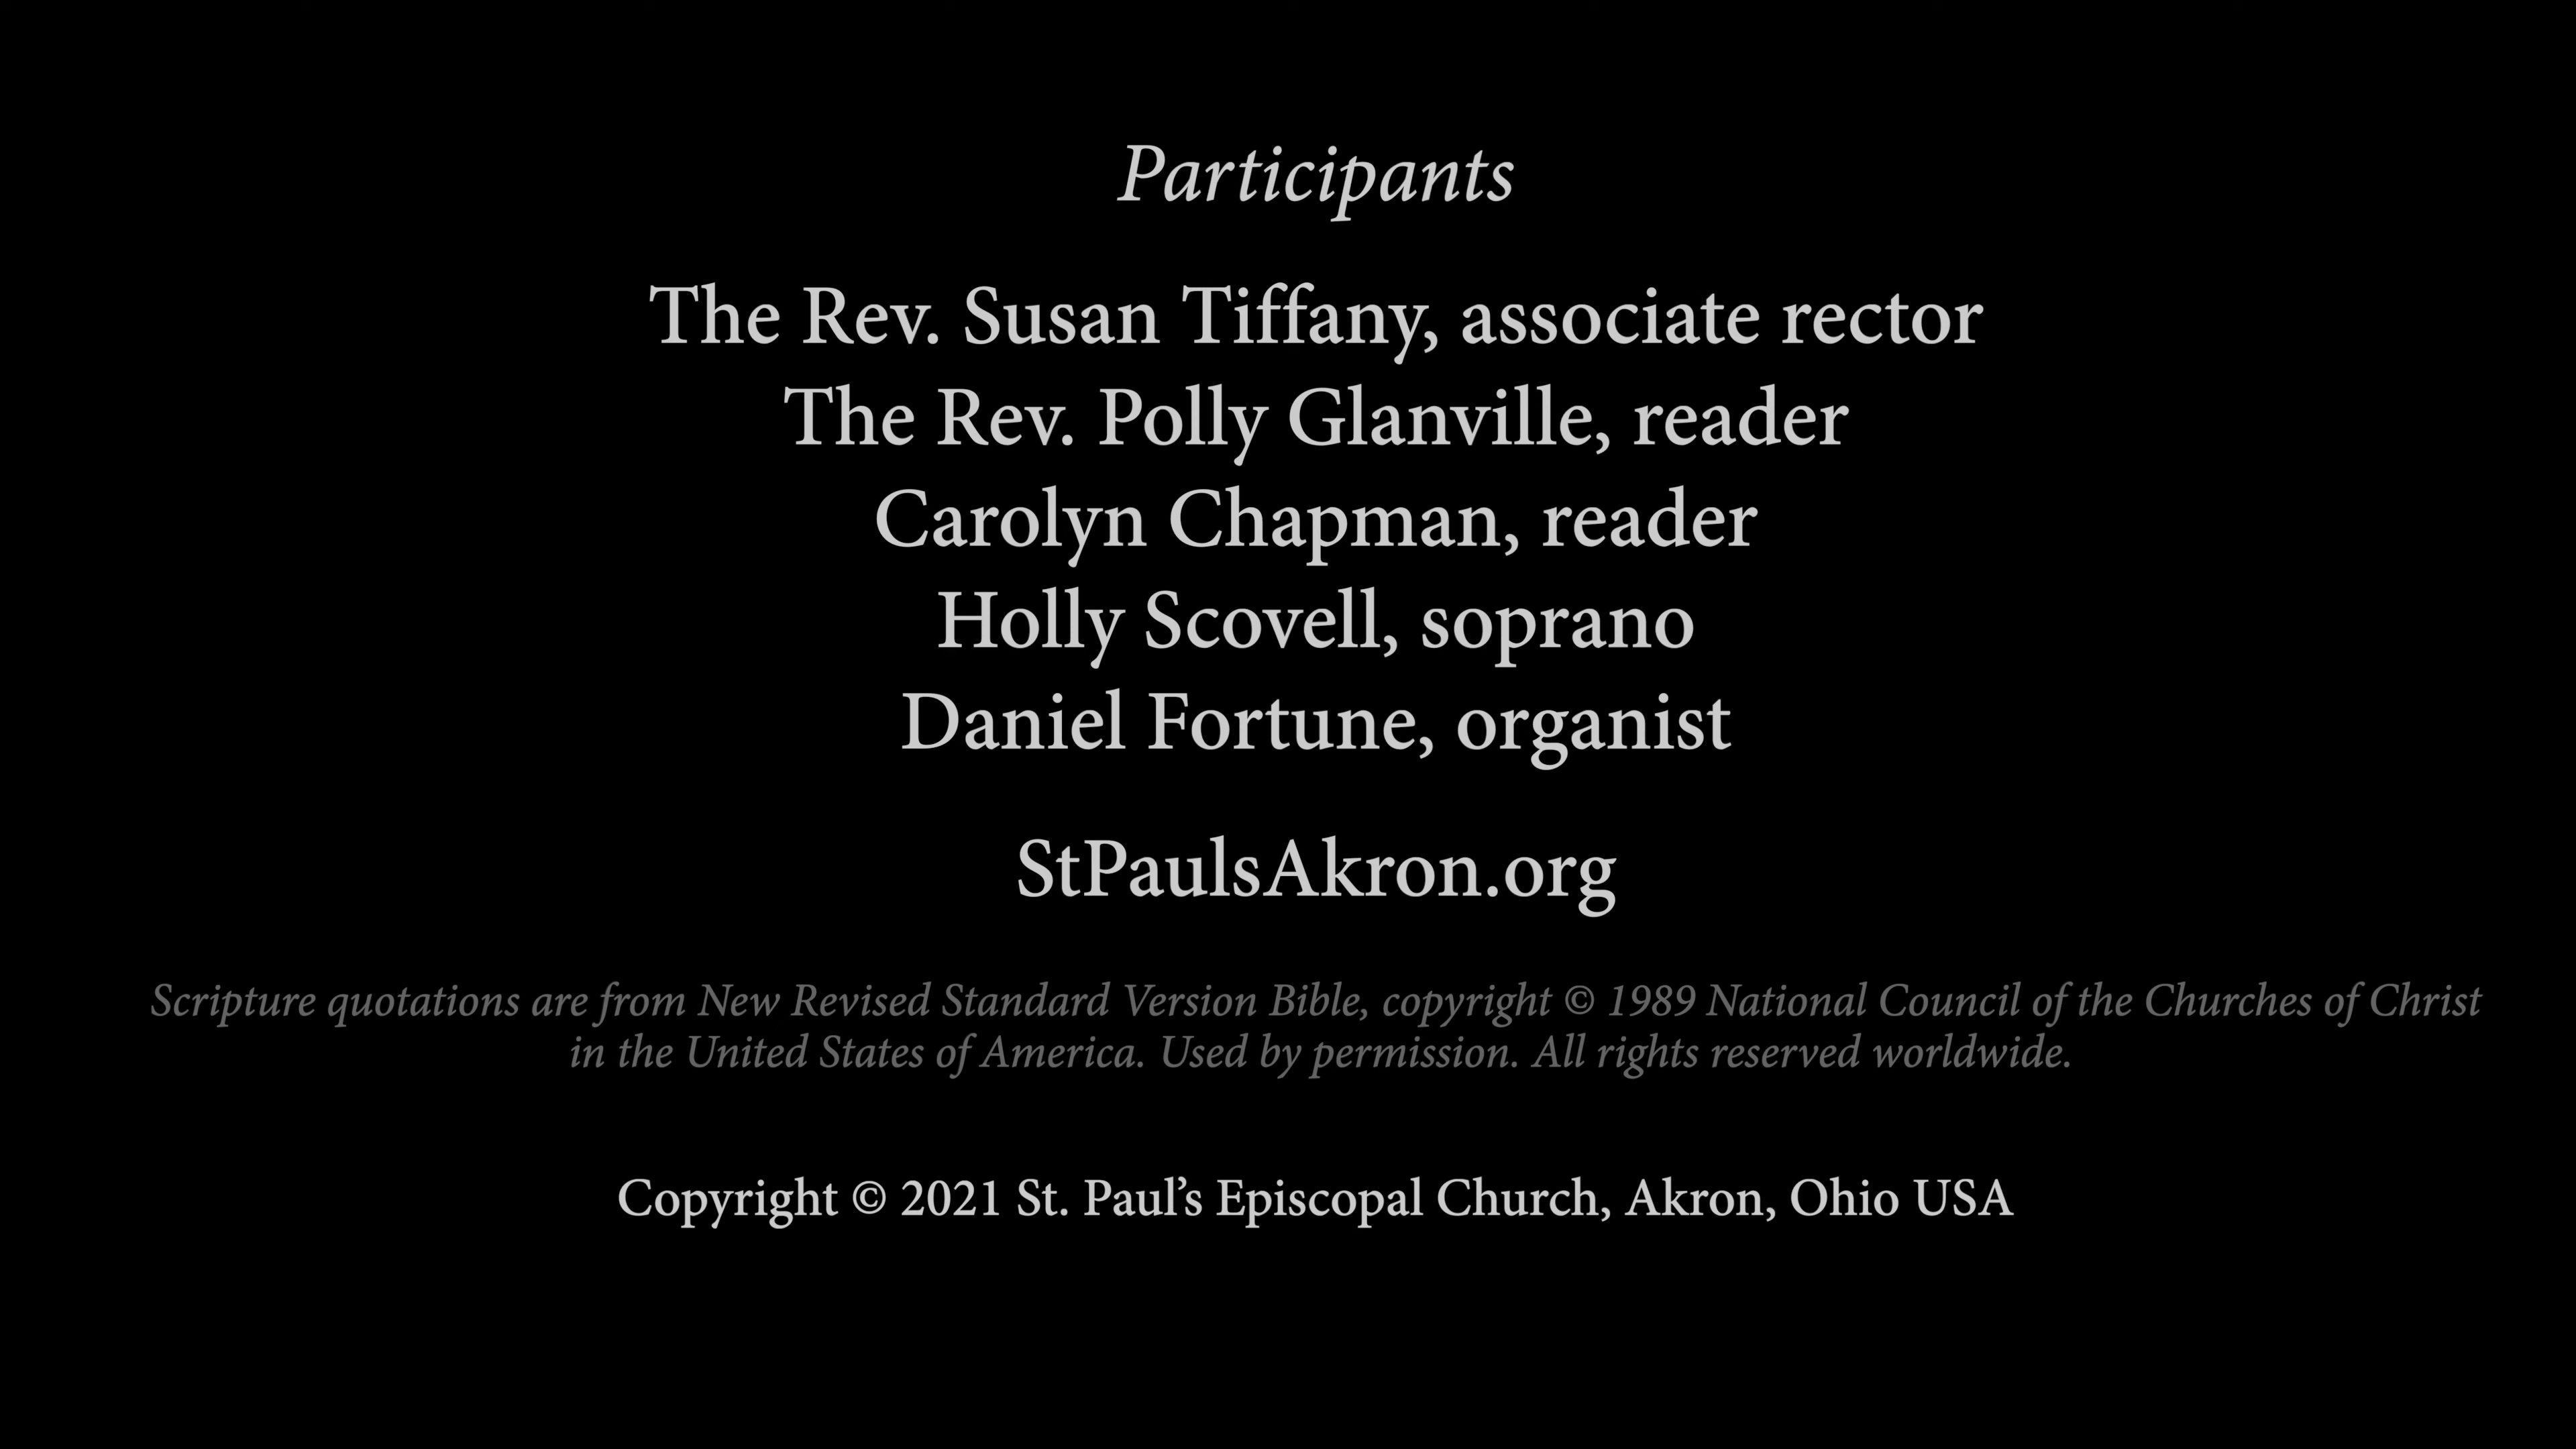 Participants
The Rev. Susan Tiffany, associate rector
The Rev. Polly Glanville, reader
Carolyn Chapman, reader
Holly Scovell, soprano
Daniel Fortune, organist
StPaulsAkron.org
Scripture quotations are from New Revised Standard Version Bible, copyright © 1989 National Council of the Churches of Christ
in the United States of America. Used by permission. All rights reserved worldwide.
Copyright © 2021 St. Paul’s Episcopal Church, Akron, Ohio USA